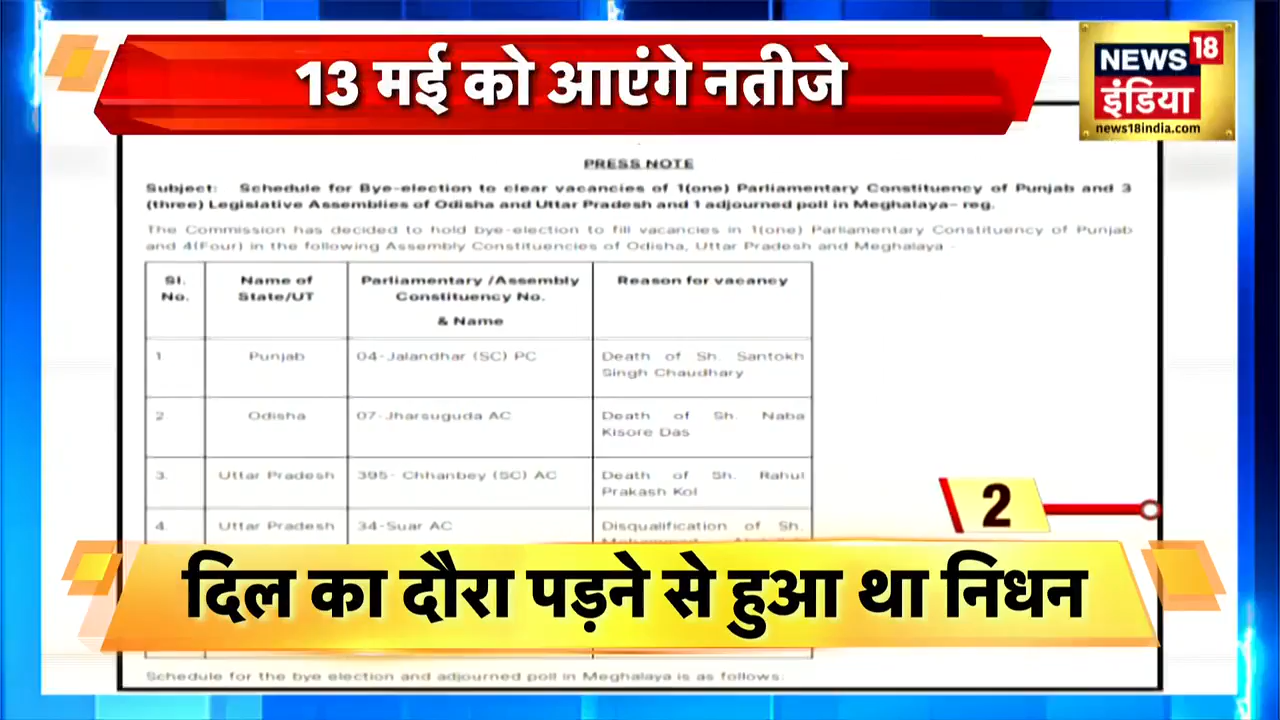 13 मई को आएंगे नतीजे
NEWS 18
इंडिया
news18india.com
PRESS NOTE
Subject: Schedule for Bye-election to clear vacancies of 1(one) Parliamentary Constituency of Punjab and 3
(three) Legislative Assemblies of Odisha and Uttar Pradesh and 1 adjourned poll in Meghalaya– reg.
The Commission has decided to hold bye-election to fill vacancies in 1(one) Parliamentary Constituency of Punjab
and 4(Four) in the following Assembly Constituencies of Odisha, Uttar Pradesh and Meghalaya -
Sl. No. Name of State/UT Parliamentary /Assembly Constituency No. & Name Reason for vacancy
1 Punjab 04-Jalandhar (SC) PC Death of Sh. Santokh
Singh Chaudhary
2 Odisha 07-Jharsuguda AC Death of Sh. Naba
Kisore Das
3. Uttar Pradesh 395- Chhanbey (SC) AC Death of Sh. Rahul
Prakash Kol
4. Uttar Pradesh 34-Suar AC Disqualification of Sh.
2
दिल का दौरा पड़ने से हुआ था निधन
Schedule for the bye election and adjourned poll in Meghalaya is as follows: